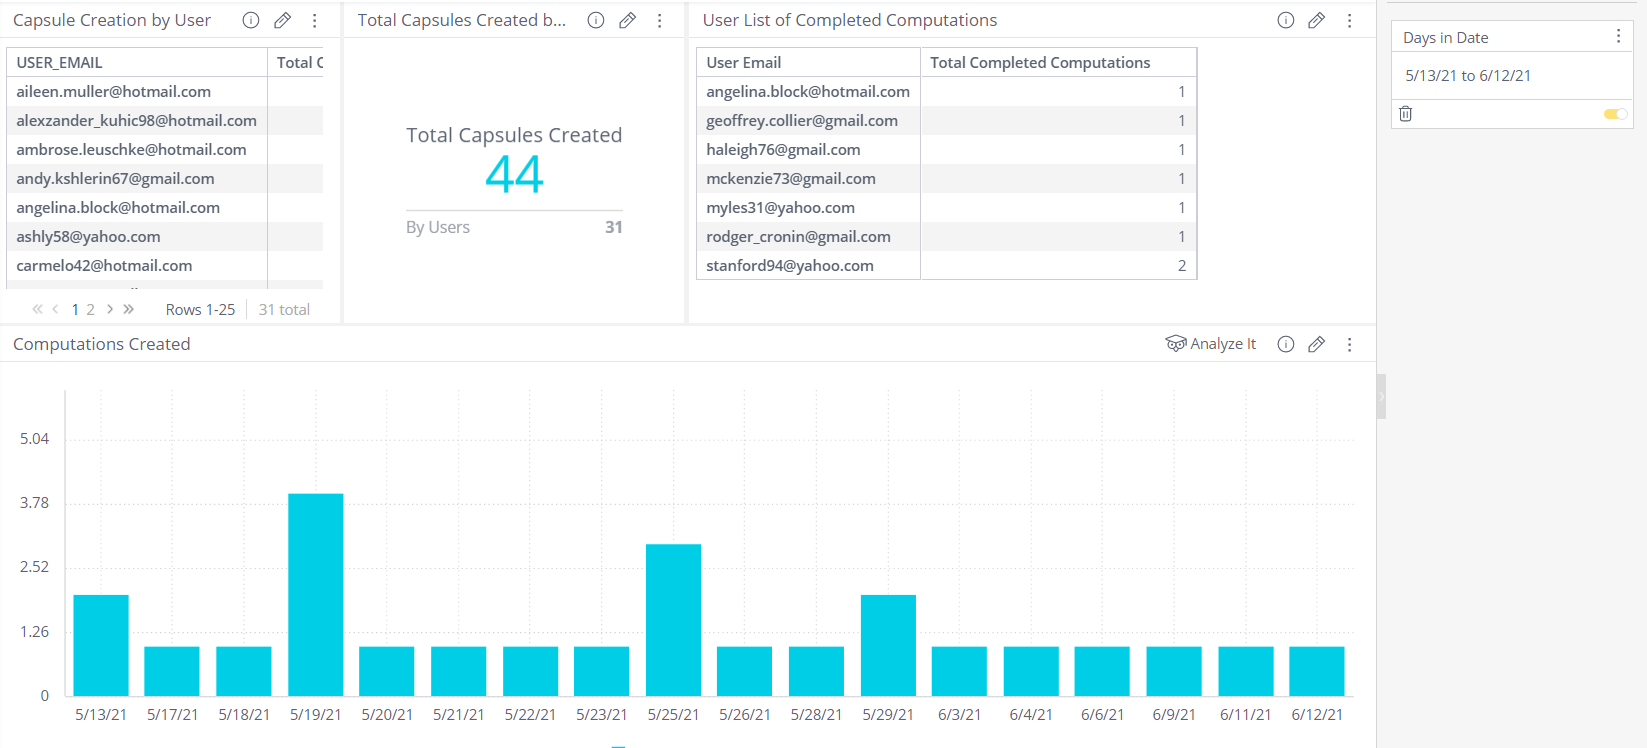 Capsule Creation by User
USER_EMAIL Total C
aileen.muller@hotmail.com
alexzander_kuhic98@hotmail.com
ambrose.leuschke@hotmail.com
andy.kshlerin67@gmail.com
angelina.block@hotmail.com
ashly58@yahoo.com
carmelo42@hotmail.com
« ‹ 1 2 › » Rows 1-25 31 total
Total Capsules Created b...
Total Capsules Created
44
By Users 31
User List of Completed Computations
User Email Total Completed Computations
angelina.block@hotmail.com 1
geoffrey.collier@gmail.com 1
haleigh76@gmail.com 1
mckenzie73@gmail.com 1
myles31@yahoo.com 1
rodger_cronin@gmail.com 1
stanford94@yahoo.com 2
Days in Date
5/13/21 to 6/12/21
Computations Created
Analyze It
5.04
3.78
2.52
1.26
0
5/13/21 5/17/21 5/18/21 5/19/21 5/20/21 5/21/21 5/22/21 5/23/21 5/25/21 5/26/21 5/28/21 5/29/21 6/3/21 6/4/21 6/6/21 6/9/21 6/11/21 6/12/21